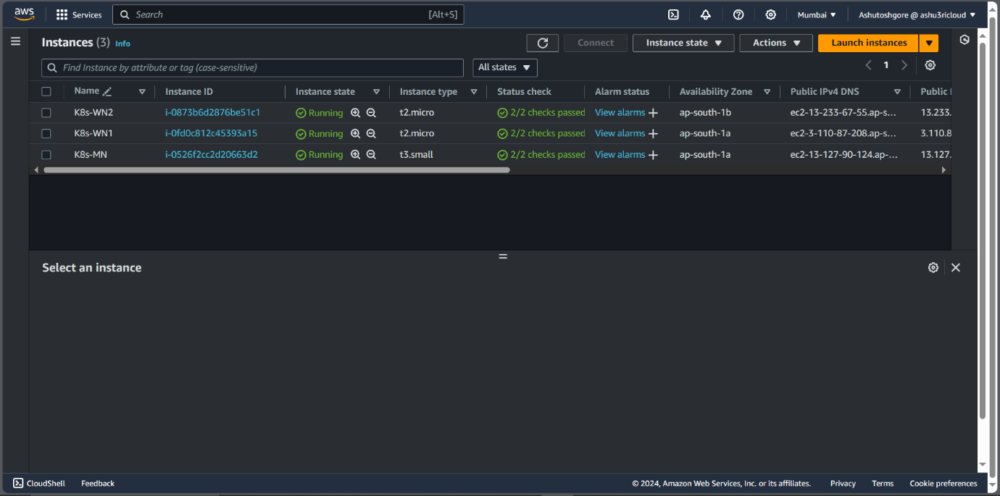 aws Services Search [Alt+S] Mumbai Ashutoshgore @ ashu3ricloud
Instances (3) Info Connect Instance state Actions Launch instances
Find Instance by attribute or tag (case-sensitive) All states 1
Name Instance ID Instance state Instance type Status check Alarm status Availability Zone Public IPv4 DNS Public
K8s-WN2 i-0873b6d2876be51c1 Running t2.micro 2/2 checks passed View alarms ap-south-1b ec2-13-233-67-55.ap-s... 13.233.
K8s-WN1 i-0fd0c812c45393a15 Running t2.micro 2/2 checks passed View alarms ap-south-1a ec2-3-110-87-208.ap-s... 3.110.8
K8s-MN i-0526f2cc2d20663d2 Running t3.small 2/2 checks passed View alarms ap-south-1a ec2-13-127-90-124.ap-... 13.127.
Select an instance
CloudShell Feedback © 2024, Amazon Web Services, Inc. or its affiliates. Privacy Terms Cookie preferences